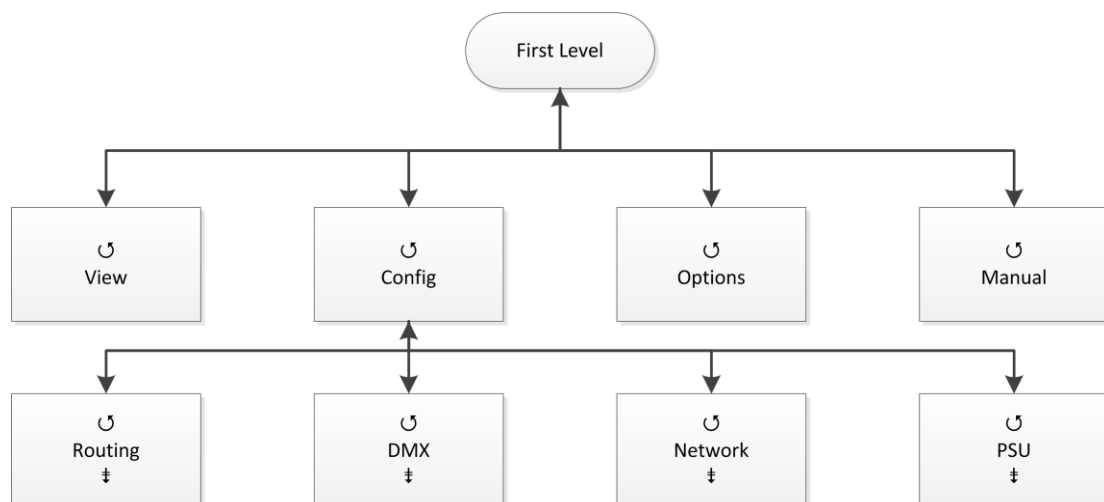 First Level
↺
View
↺
Config
↺
Options
↺
Manual
↺
Routing
⇟
↺
DMX
⇟
↺
Network
⇟
↺
PSU
⇟